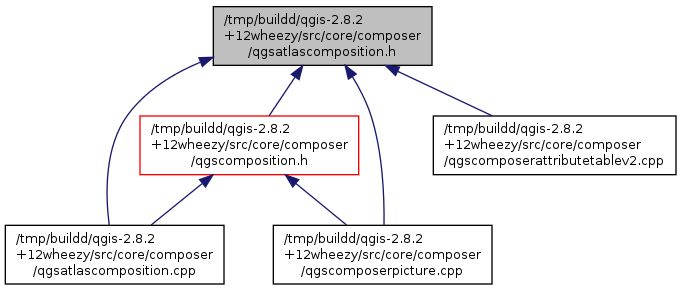 /tmp/buildd/qgis-2.8.2
+12wheezy/src/core/composer
/qgsatlascomposition.h
/tmp/buildd/qgis-2.8.2
+12wheezy/src/core/composer
/qgscomposition.h
/tmp/buildd/qgis-2.8.2
+12wheezy/src/core/composer
/qgscomposerattributetablev2.cpp
/tmp/buildd/qgis-2.8.2
+12wheezy/src/core/composer
/qgsatlascomposition.cpp
/tmp/buildd/qgis-2.8.2
+12wheezy/src/core/composer
/qgscomposerpicture.cpp